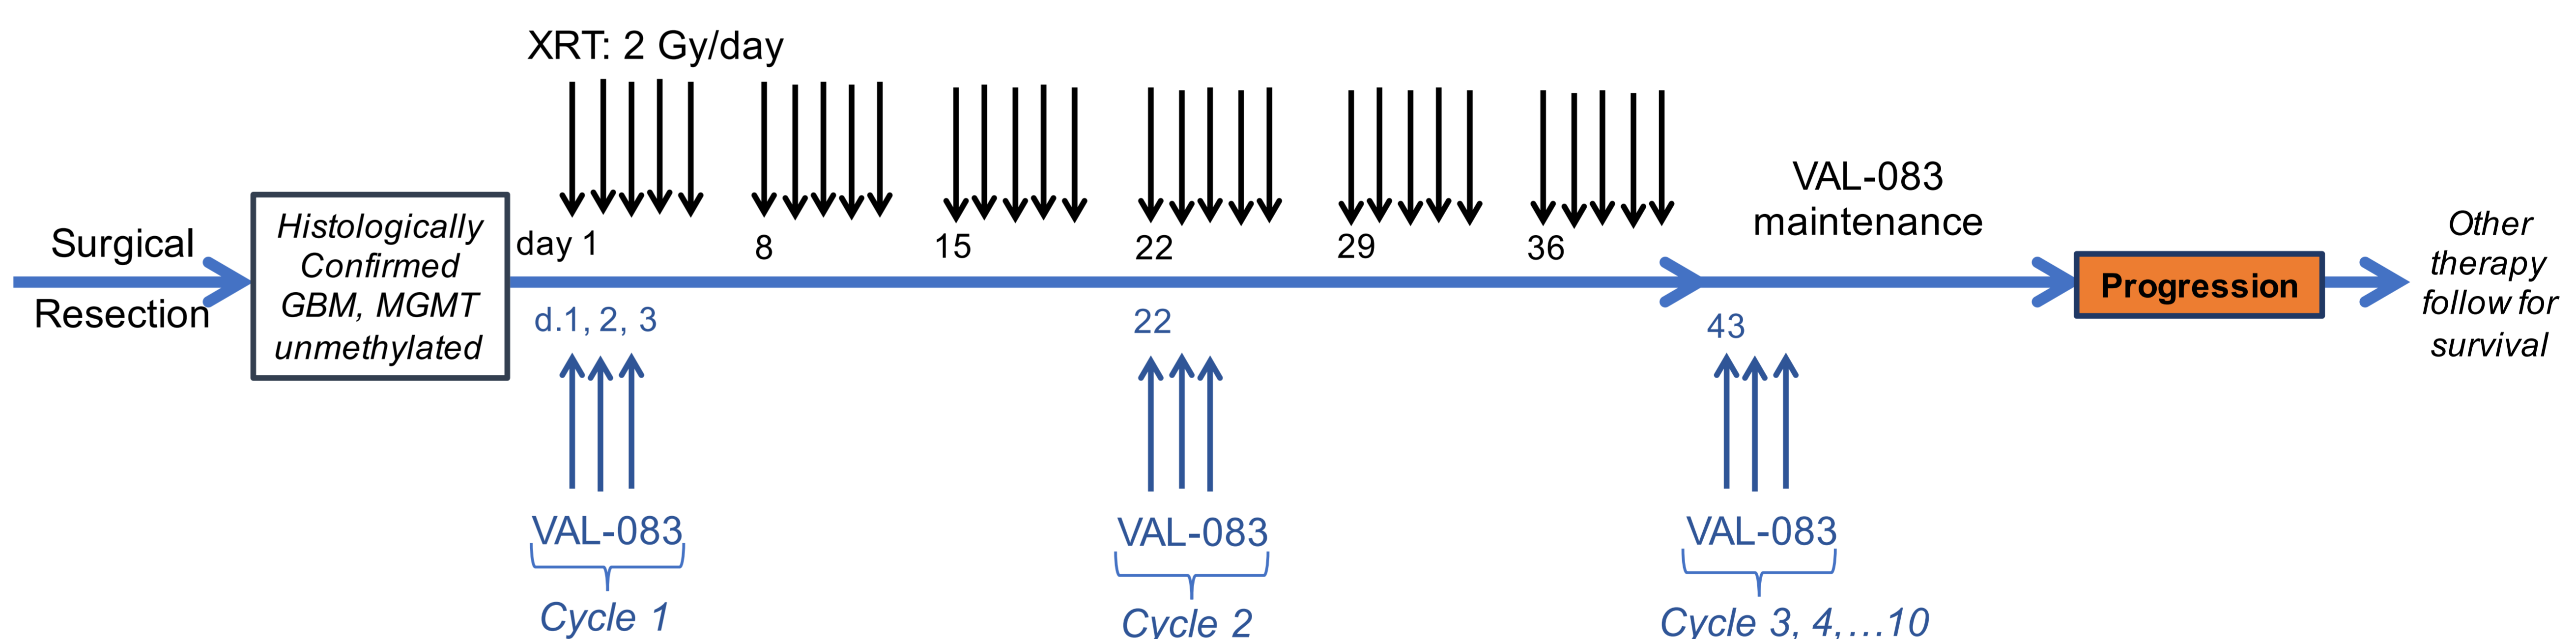 XRT: 2 Gy/day
Surgical
Resection
Histologically
Confirmed
GBM, MGMT
unmethylated
day 1
8
15
22
29
36
VAL-083
maintenance
Progression
Other
therapy
follow for
survival
d.1, 2, 3
22
43
VAL-083
VAL-083
VAL-083
Cycle 1
Cycle 2
Cycle 3, 4,...10